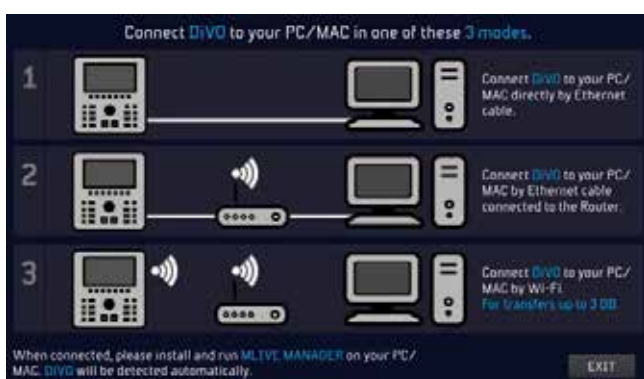 Connect DiVO to your PC/MAC in one of these 3 modes.
1
Connect DiVO to your PC/
MAC directly by Ethernet
cable.
2
Connect DiVO to your PC/
MAC by Ethernet cable
connected to the Router.
3
Connect DiVO to your PC/
MAC by Wi-Fi.
For transfers up to 3 GB.
When connected, please install and run MLIVE MANAGER on your PC/
MAC. DiVO will be detected automatically.
EXIT